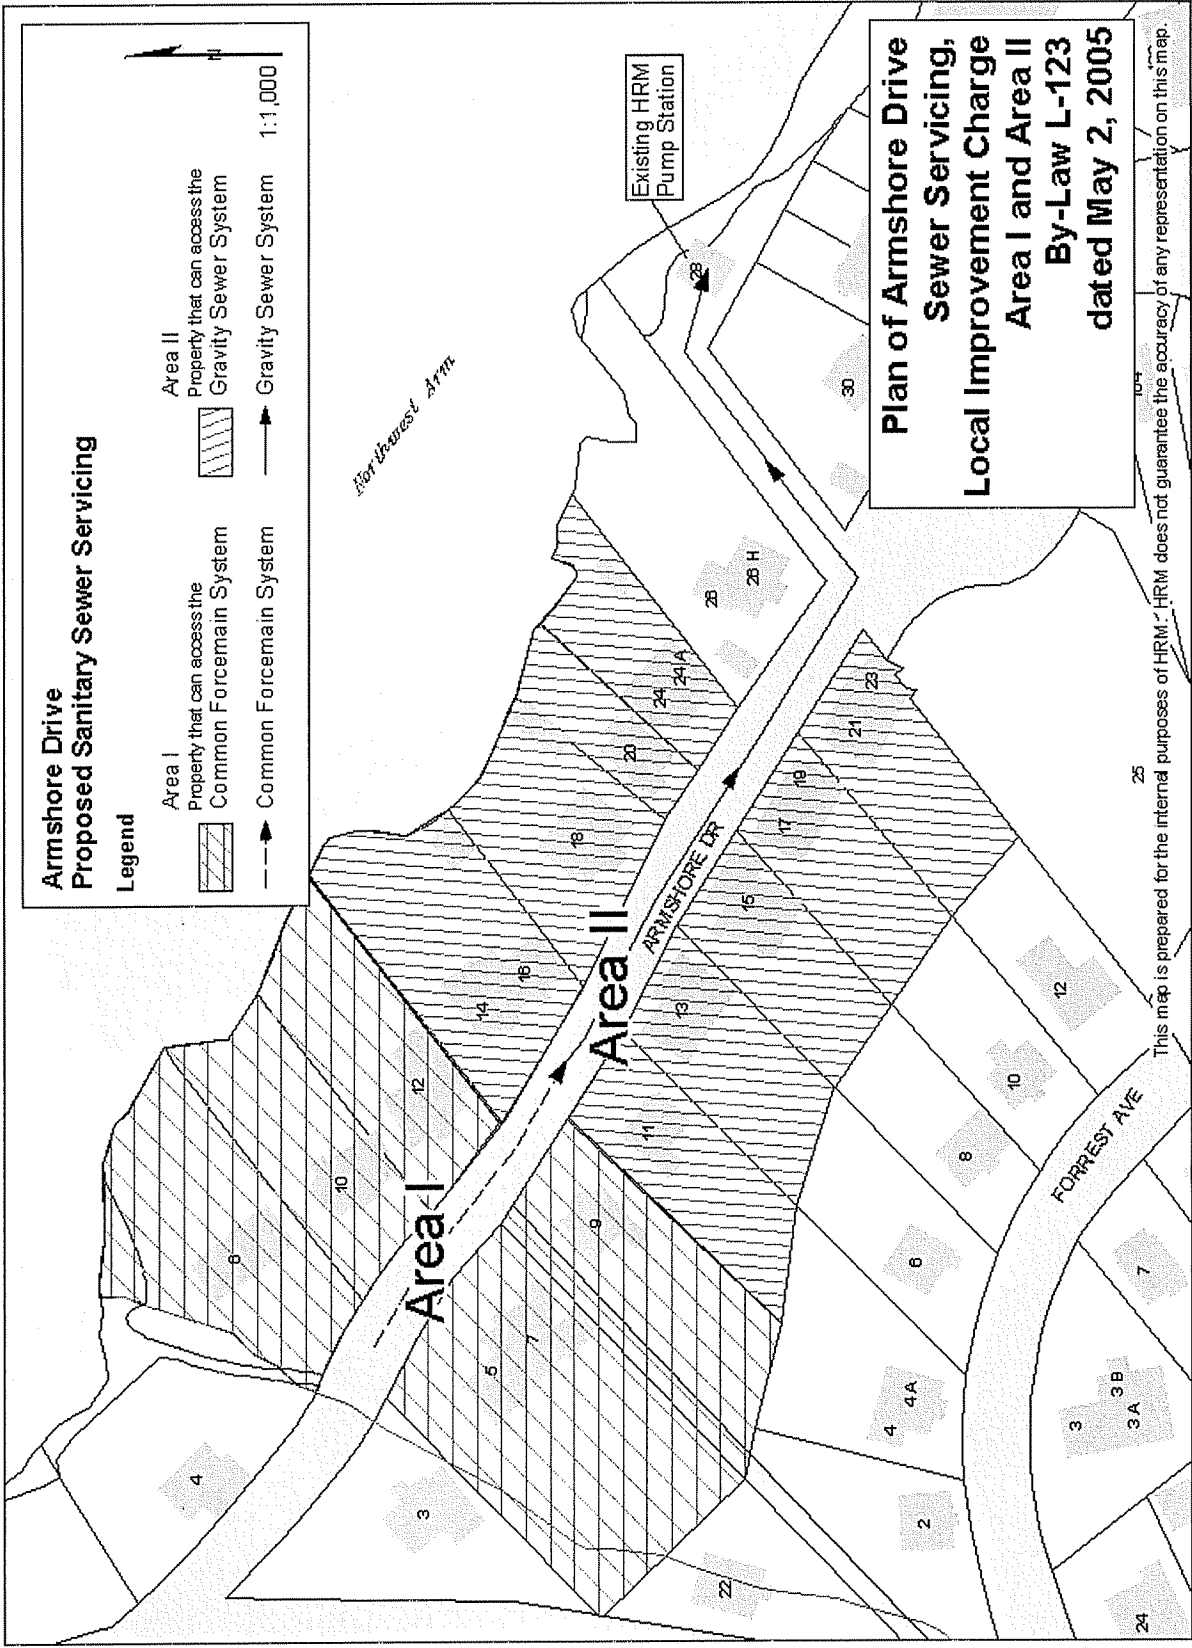 Armshore Drive
Proposed Sanitary Sewer Servicing
Legend
Area I
Property that can access the
Common Forcemain System
Common Forcemain System
Area II
Property that can access the
Gravity Sewer System
Gravity Sewer System
1:1,000
Northwest Arm
Existing HRM
Pump Station
28
30
26
26 H
24
24 A
20
18
16
14
12
10
4
3
5
7
9
11
13
15
17
19
21
23
25
Area I
Area II
ARMSHORE DR
FORREST AVE
12
10
8
6
4
4 A
2
22
24
3
3 A
3 B
7
Plan of Armshore Drive
Sewer Servicing,
Local Improvement Charge
Area I and Area II
By-Law L-123
dated May 2, 2005
This map is prepared for the internal purposes of HRM. HRM does not guarantee the accuracy of any representation on this map.